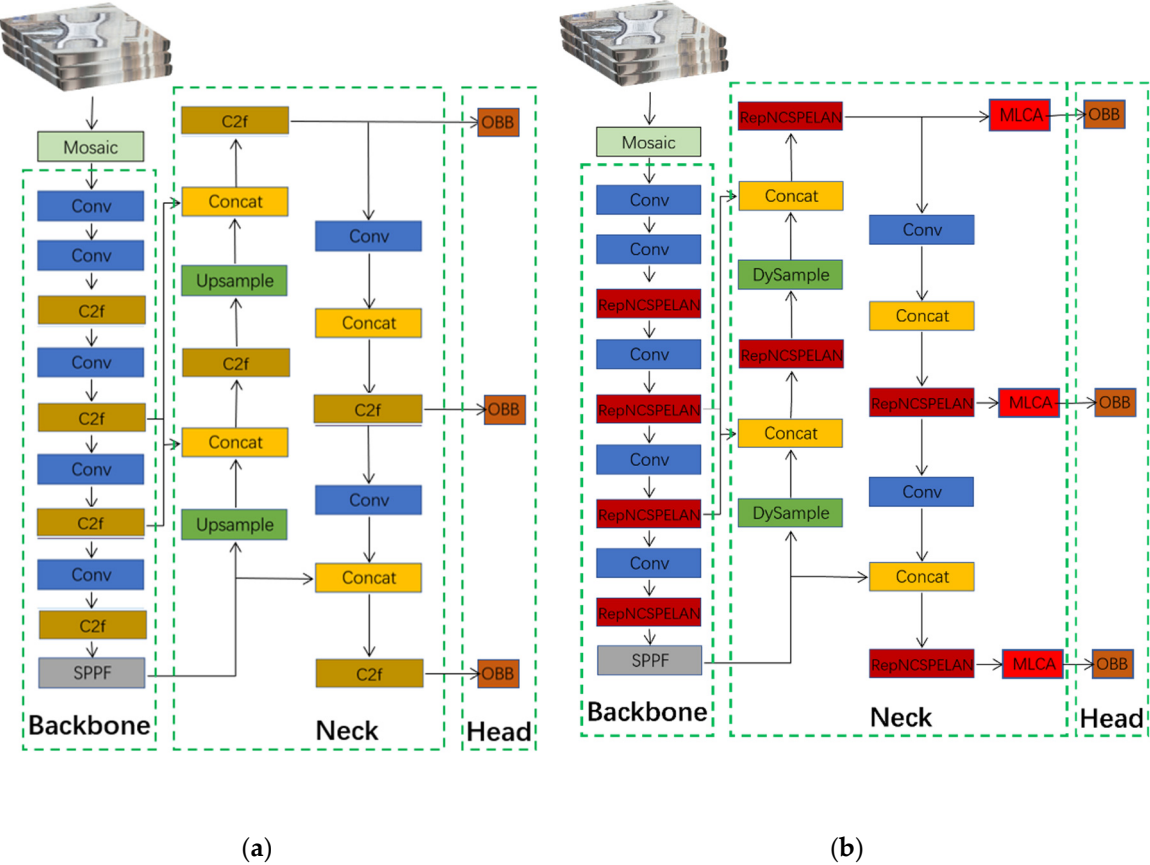 Mosaic
Conv
Conv
C2f
Conv
C2f
Conv
C2f
Conv
C2f
SPPF
Backbone
C2f
Concat
Upsample
C2f
Concat
Upsample
Conv
Concat
C2f
Conv
Concat
C2f
Neck
OBB
OBB
OBB
Head
(a)
Mosaic
Conv
Conv
RepNCSPELAN
Conv
RepNCSPELAN
Conv
RepNCSPELAN
Conv
RepNCSPELAN
SPPF
Backbone
RepNCSPELAN
Concat
DySample
RepNCSPELAN
Concat
DySample
Conv
Concat
RepNCSPELAN
Conv
Concat
RepNCSPELAN
MLCA
MLCA
MLCA
Neck
OBB
OBB
OBB
Head
(b)